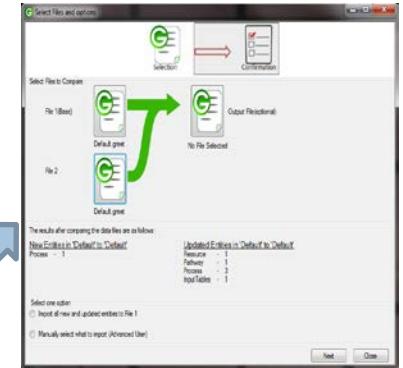 Select Files and options
Selection
Confirmation
Select Files to Compare
File 1(Base)
Output File(optional)
Default.greet
No File Selected
File 2
Default.greet
The results after comparing the data files are as follows:
New Entities in 'Default' to 'Default'
Process - 1
Updated Entities in 'Default' to 'Default'
Resource - 1
Pathway - 1
Process - 3
InputTables - 1
Select one option
Import all new and updated entities to File 1
Manually select what to import (Advanced User)
Next
Close